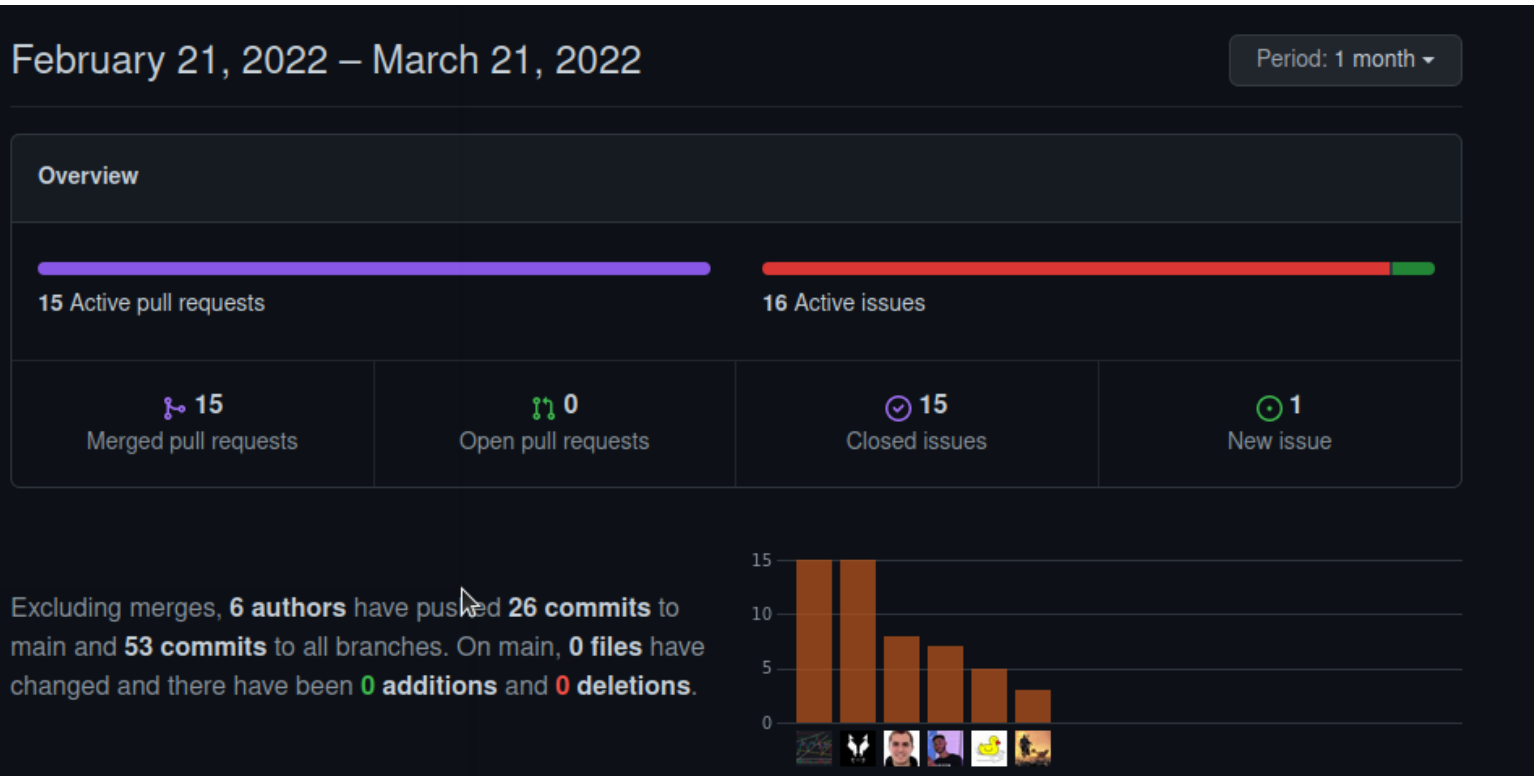 February 21, 2022 – March 21, 2022
Period: 1 month
Overview
15 Active pull requests
16 Active issues
15
Merged pull requests
0
Open pull requests
15
Closed issues
1
New issue
Excluding merges, 6 authors have pushed 26 commits to
main and 53 commits to all branches. On main, 0 files have
changed and there have been 0 additions and 0 deletions.
15
10
5
0